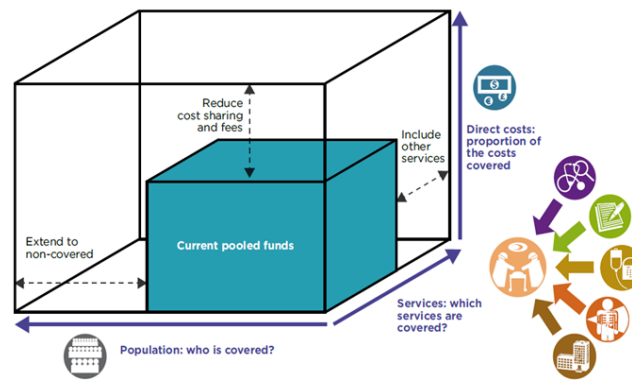 Reduce
cost sharing
and fees
Include
other
services
Direct costs:
proportion of
the costs
covered
Extend to
non-covered
Current pooled funds
Services: which
services are
covered?
Population: who is covered?